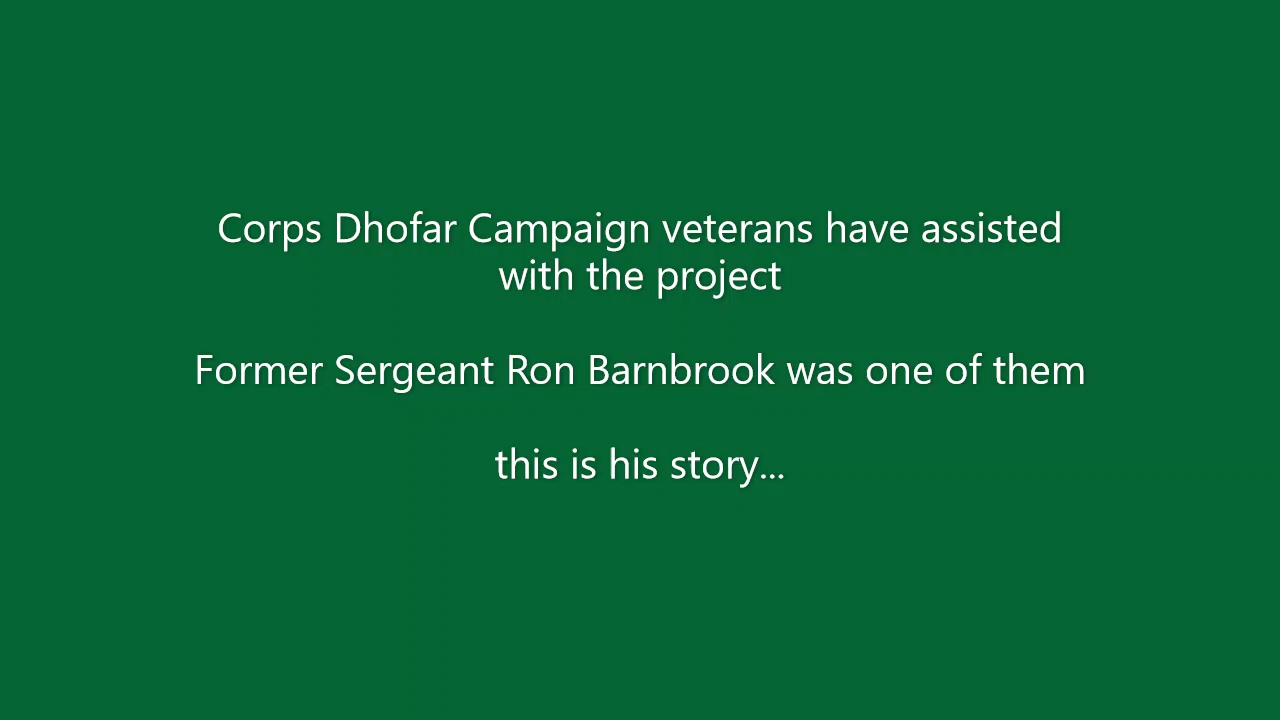 Corps Dhofar Campaign veterans have assisted
with the project
Former Sergeant Ron Barnbrook was one of them
this is his story...